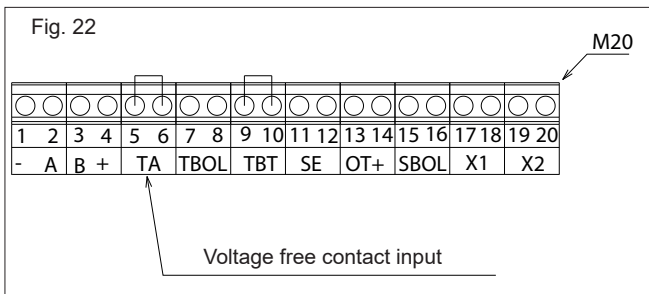 Fig. 22
M20
1 2 3 4 5 6 7 8 9 10 11 12 13 14 15 16 17 18 19 20
- A B + TA TBOL TBT SE OT+ SBOL X1 X2
Voltage free contact input